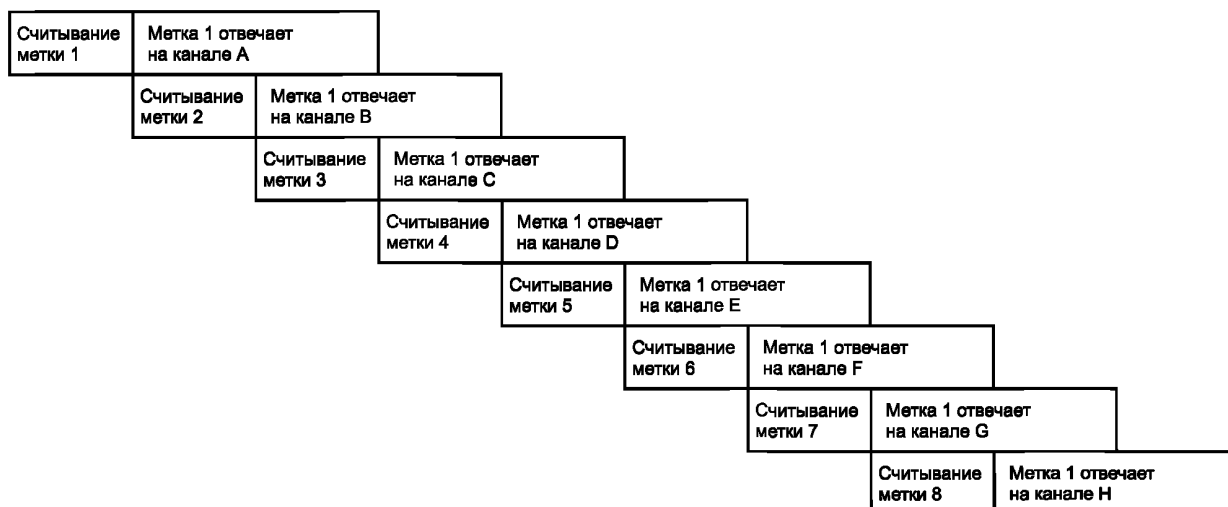 Считывание
метки 1
Метка 1 отвечает
на канале A
Считывание
метки 2
Метка 1 отвечает
на канале B
Считывание
метки 3
Метка 1 отвечает
на канале C
Считывание
метки 4
Метка 1 отвечает
на канале D
Считывание
метки 5
Метка 1 отвечает
на канале E
Считывание
метки 6
Метка 1 отвечает
на канале F
Считывание
метки 7
Метка 1 отвечает
на канале G
Считывание
метки 8
Метка 1 отвечает
на канале H